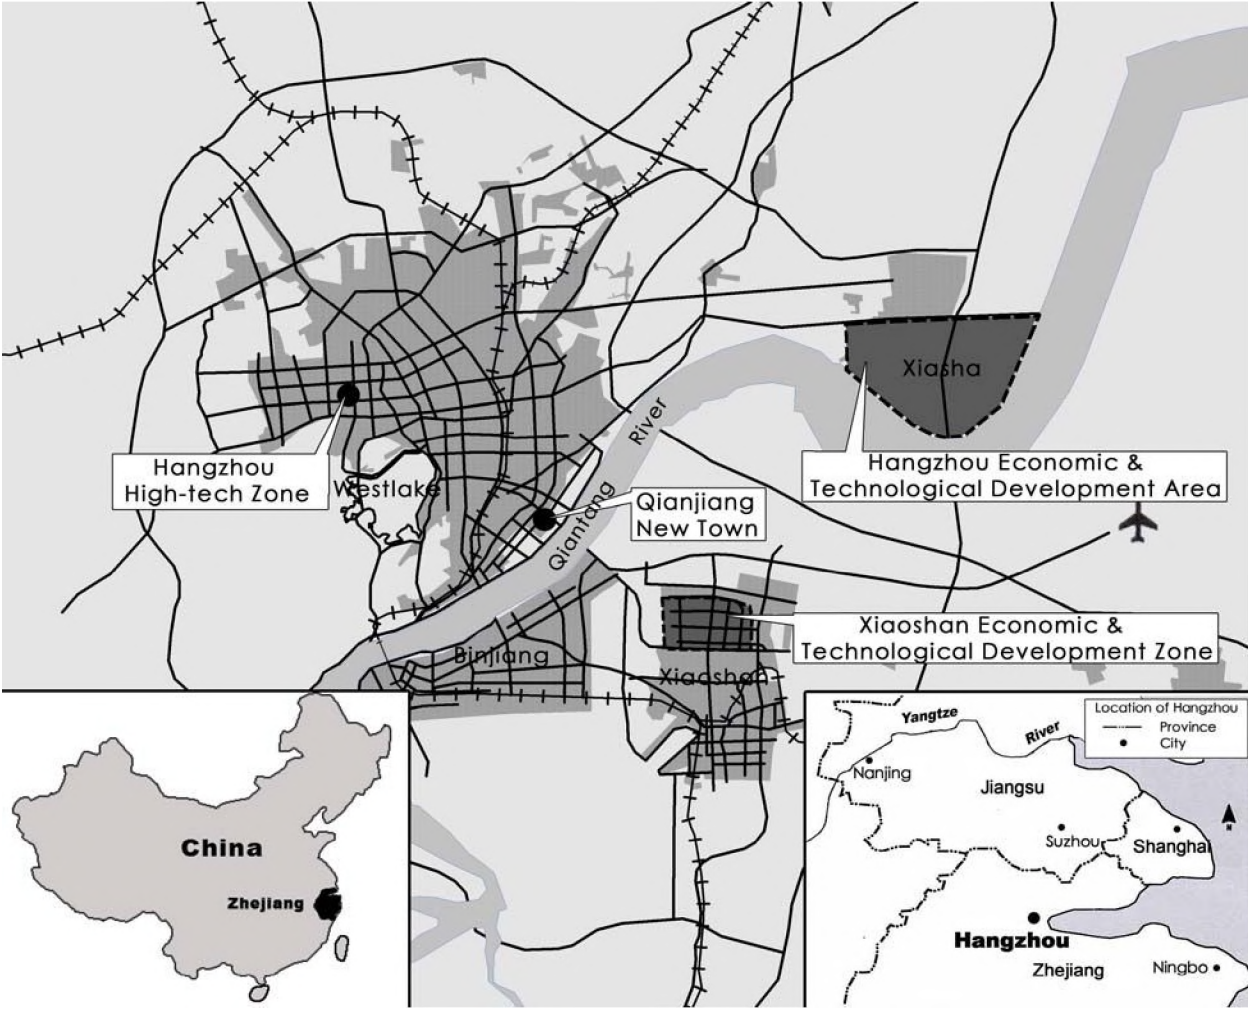 Xiasha
River
Hangzhou
High-tech Zone
Westlake
Qianjiang
New Town
Hangzhou Economic &
Technological Development Area
Qiantang
Xiaoshan Economic &
Technological Development Zone
Binjiang
Xiaoshan
China
Zhejiang
Yangtze
River
Location of Hangzhou
Province
City
Nanjing
Jiangsu
N
Suzhou
Shanghai
Hangzhou
Zhejiang
Ningbo